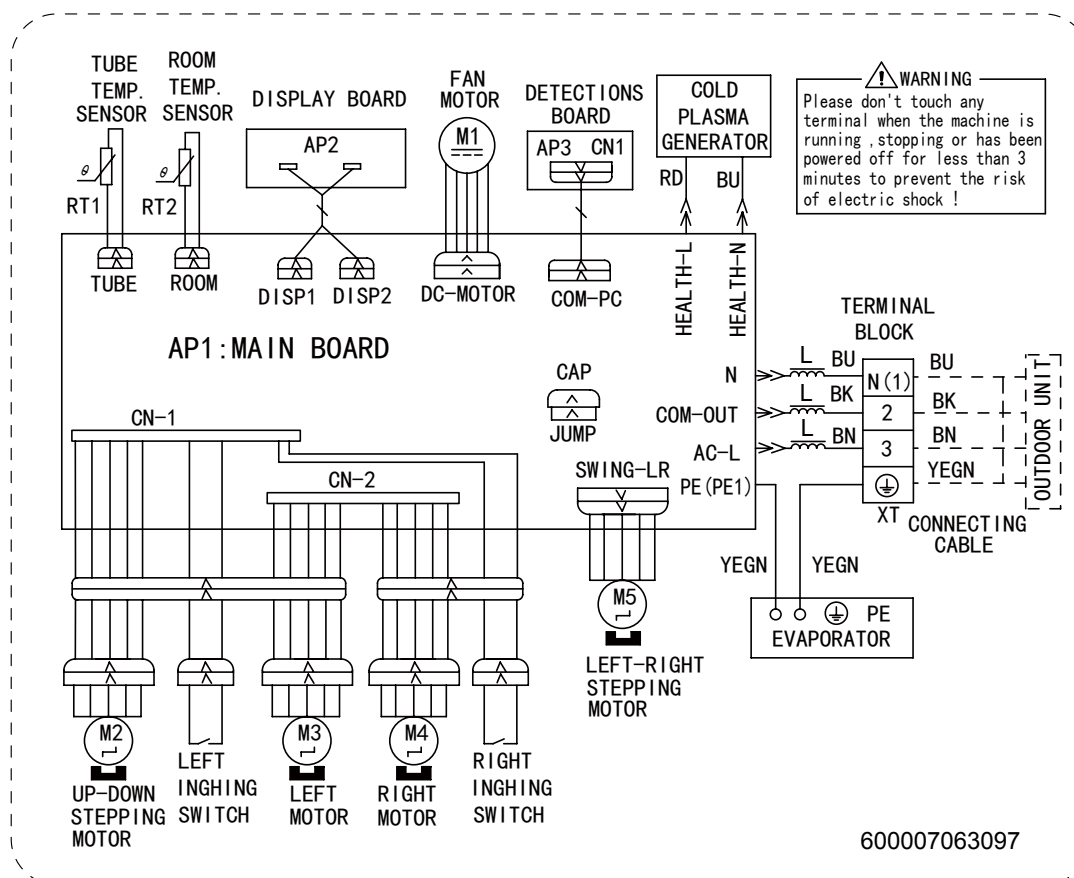 TUBE
TEMP.
SENSOR
ROOM
TEMP.
SENSOR
DISPLAY BOARD
FAN
MOTOR
DETECTIONS
BOARD
COLD
PLASMA
GENERATOR
WARNING
Please don't touch any
terminal when the machine is
running ,stopping or has been
powered off for less than 3
minutes to prevent the risk
of electric shock !
AP2
M1
AP3 CN1
RD
BU
θ
θ
RT1
RT2
TUBE
ROOM
DISP1
DISP2
DC-MOTOR
COM-PC
HEALTH-L
HEALTH-N
AP1:MAIN BOARD
CAP
JUMP
TERMINAL
BLOCK
N
L
BU
N(1)
BU
COM-OUT
L
BK
2
BK
AC-L
L
BN
3
BN
PE(PE1)
YEGN
XT
OUTDOOR UNIT
CONNECTING
CABLE
CN-1
CN-2
SWING-LR
YEGN
YEGN
PE
EVAPORATOR
M5
LEFT-RIGHT
STEPPING
MOTOR
M2
UP-DOWN
STEPPING
MOTOR
LEFT
INGHING
SWITCH
M3
LEFT
MOTOR
M4
RIGHT
MOTOR
RIGHT
INGHING
SWITCH
600007063097